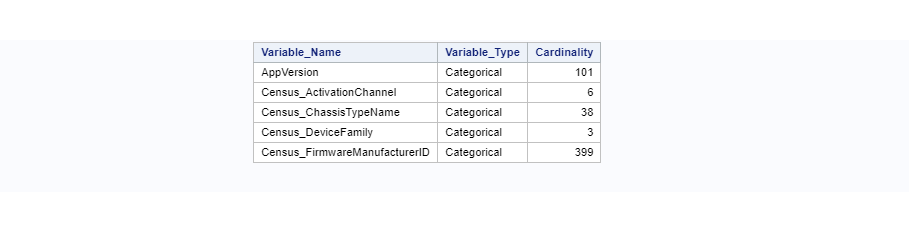 Variable_Name Variable_Type Cardinality
AppVersion Categorical 101
Census_ActivationChannel Categorical 6
Census_ChassisTypeName Categorical 38
Census_DeviceFamily Categorical 3
Census_FirmwareManufacturerID Categorical 399